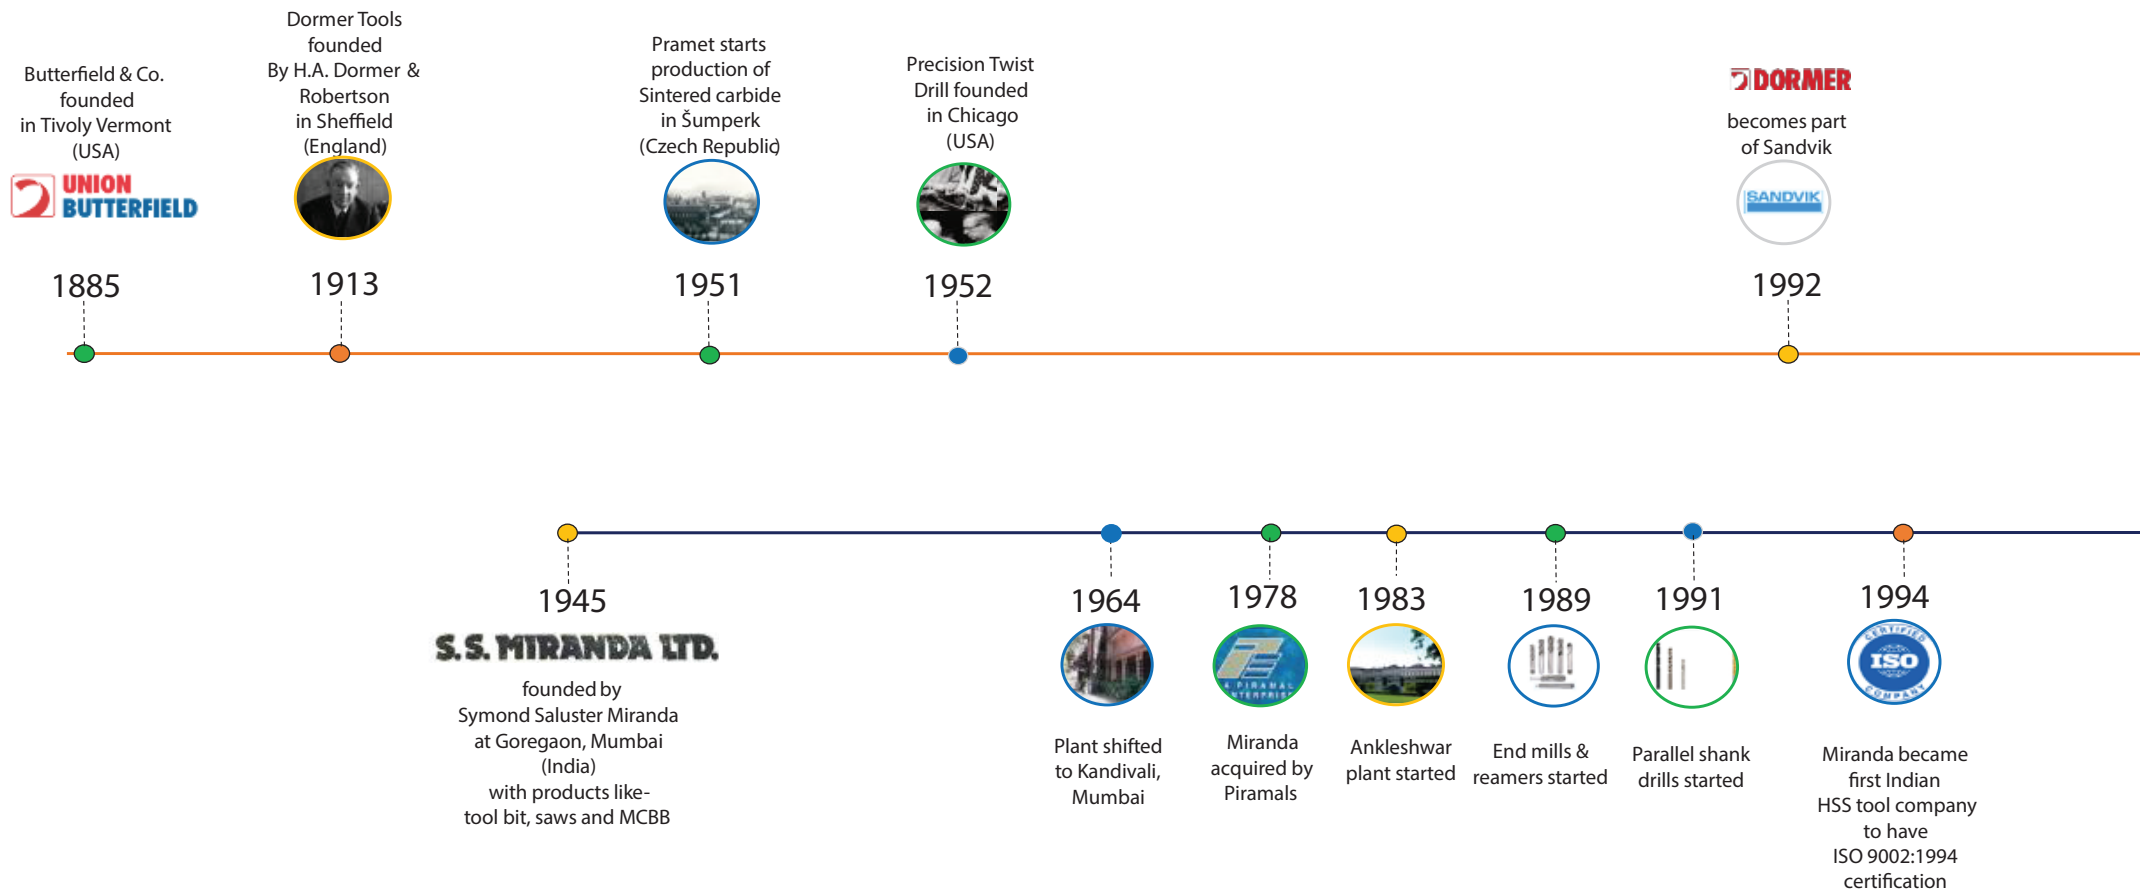 Butterfield & Co.
founded
in Tivoly Vermont
(USA)
UNION
BUTTERFIELD
1885
Dormer Tools
founded
By H.A. Dormer &
Robertson
in Sheffield
(England)
1913
Pramet starts
production of
Sintered carbide
in Šumperk
(Czech Republic)
1951
Precision Twist
Drill founded
in Chicago
(USA)
1952
DORMER
becomes part
of Sandvik
SANDVIK
1992
1945
S.S. MIRANDA LTD.
founded by
Symond Saluster Miranda
at Goregaon, Mumbai
(India)
with products like-
tool bit, saws and MCBB
1964
Plant shifted
to Kandivali,
Mumbai
1978
PIRAMAL
Miranda
acquired by
Piramals
1983
Ankleshwar
plant started
1989
End mills &
reamers started
1991
Parallel shank
drills started
1994
CERTIFIED
ISO
COMPANY
Miranda became
first Indian
HSS tool company
to have
ISO 9002:1994
certification